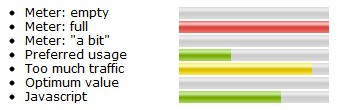 Meter: empty
Meter: full
Meter: "a bit"
Preferred usage
Too much traffic
Optimum value
Javascript